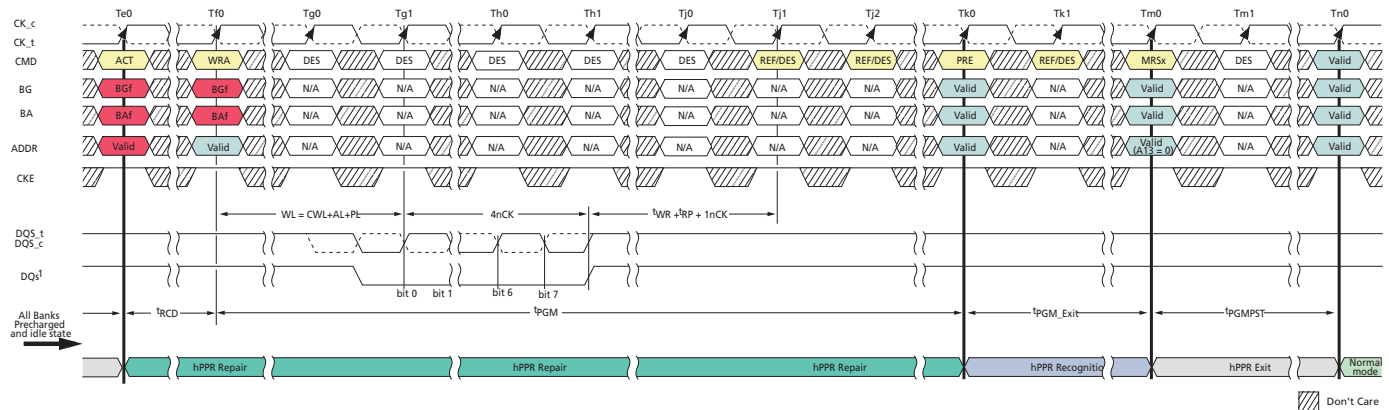 Te0 Tf0 Tg0 Tg1 Th0 Th1 Tj0 Tj1 Tj2 Tk0 Tk1 Tm0 Tm1 Tn0
CK_c
CK_t
CMD ACT WRA DES DES DES DES DES REF/DES REF/DES PRE REF/DES MRSx DES Valid
BG BGf BGf N/A N/A N/A N/A N/A N/A N/A Valid N/A Valid N/A Valid
BA BAf BAf N/A N/A N/A N/A N/A N/A N/A Valid N/A Valid N/A Valid
ADDR Valid Valid N/A N/A N/A N/A N/A N/A N/A Valid N/A Valid (A13 = 0) N/A Valid
CKE
WL = CWL+AL+PL 4nCK tWR + tRP + 1nCK
DQS_t
DQS_c
DQs1
bit 0 bit 1 bit 6 bit 7
All Banks
Precharged
and idle state
tRCD tPGM tPGM_Exit tPGMPST
hPPR Repair hPPR Repair hPPR Repair hPPR Recognitio hPPR Exit Normal
mode
Don't Care